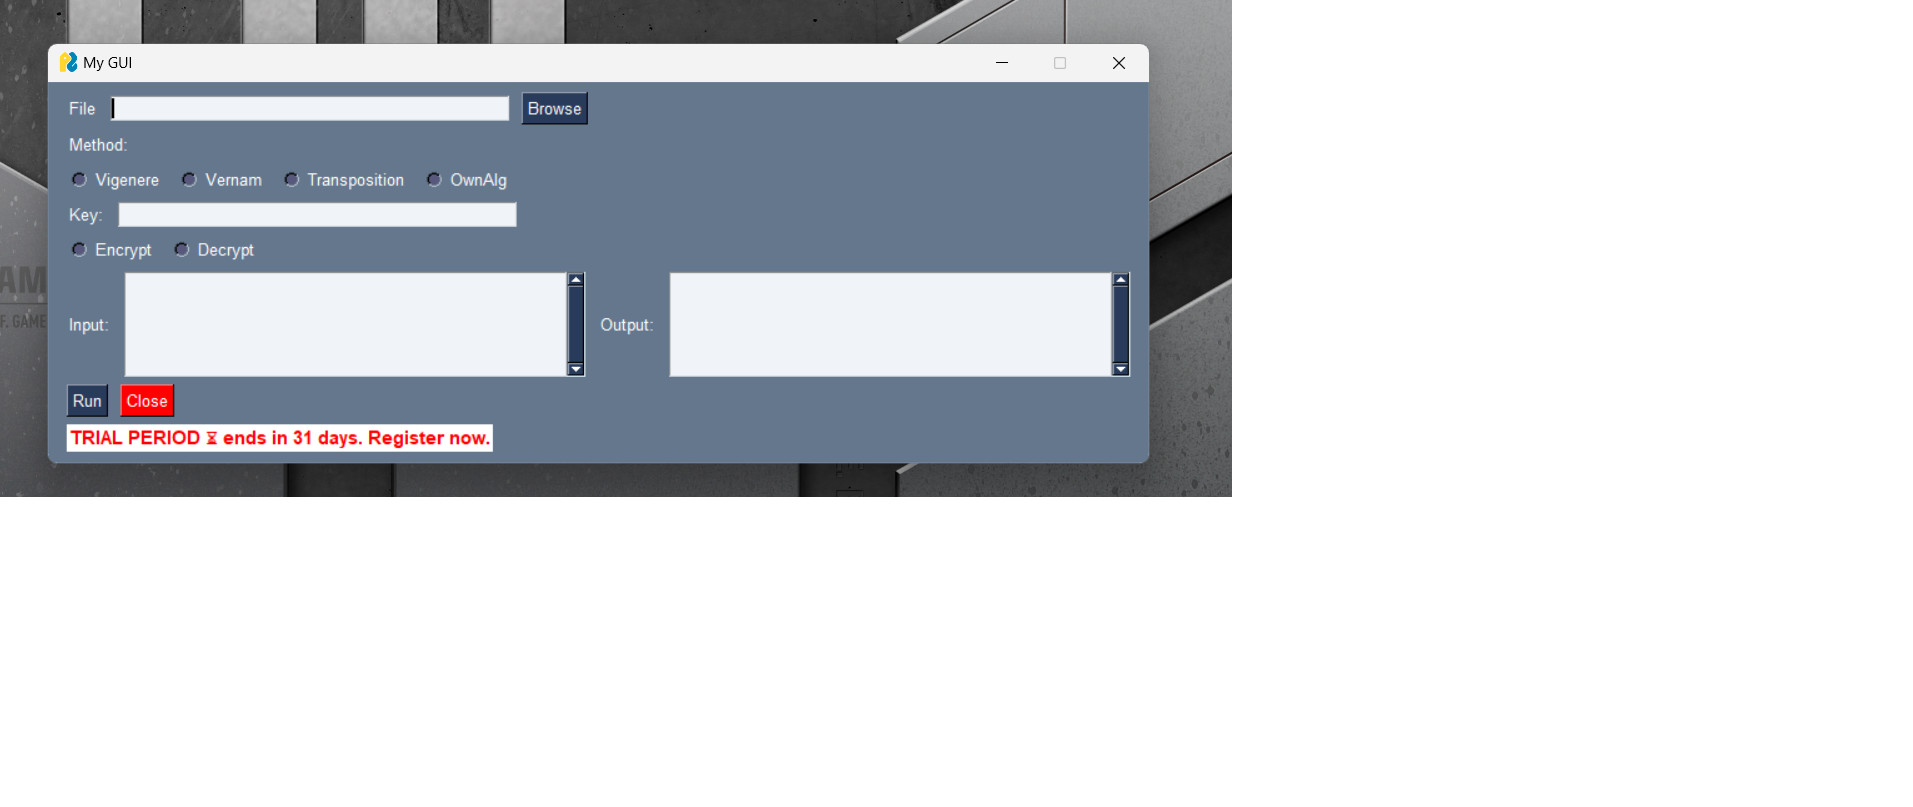 My GUI
File Browse
Method:
Vigenere Vernam Transposition OwnAlg
Key:
Encrypt Decrypt
AM
F. GAME
Input: Output:
Run Close
TRIAL PERIOD ⏳ ends in 31 days. Register now.